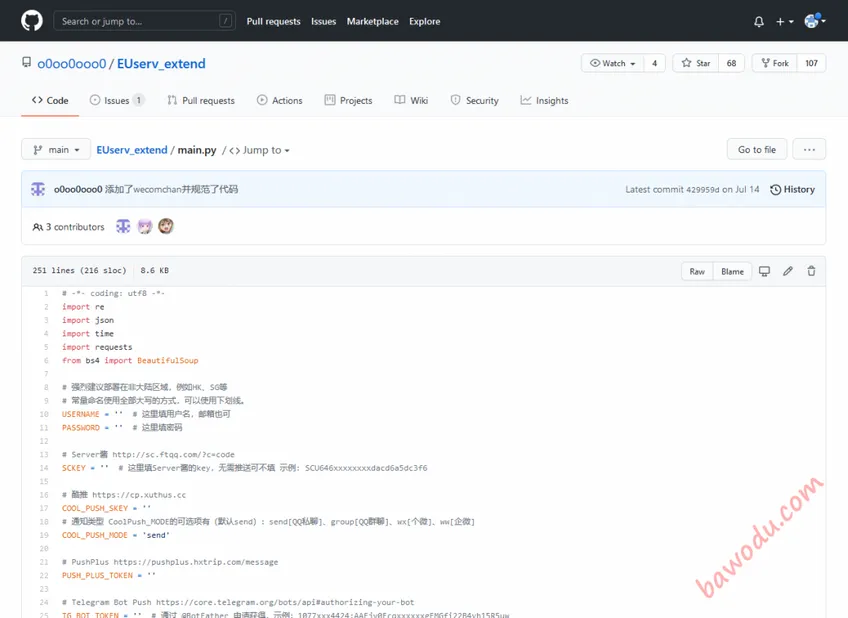 Search or jump to... /
Pull requests Issues Marketplace Explore
o0oo0ooo0 / EUserv_extend
Watch 4 Star 68 Fork 107
Code Issues 1 Pull requests Actions Projects Wiki Security Insights
main EUserv_extend / main.py / Jump to Go to file ...
o0oo0ooo0 添加了wecomchan并规范了代码 Latest commit 429959d on Jul 14 History
3 contributors
251 lines (216 sloc) 8.6 KB Raw Blame
1 # -*- coding: utf8 -*-
2 import re
3 import json
4 import time
5 import requests
6 from bs4 import BeautifulSoup
7
8 # 强烈建议部署在非大陆区域，例如HK、SG等
9 # 常量命名使用全部大写的方式，可以使用下划线。
10 USERNAME = '' # 这里填用户名，邮箱也可
11 PASSWORD = '' # 这里填密码
12
13 # Server酱 http://sc.ftqq.com/?c=code
14 SCKEY = '' # 这里填Server酱的key，无需推送可不填 示例: SCU646xxxxxxxxdacd6a5dc3f6
15
16 # 酷推 https://cp.xuthus.cc
17 COOL_PUSH_SKEY = ''
18 # 通知类型 CoolPush_MODE的可选项有（默认send）：send[QQ私聊]、group[QQ群聊]、wx[个微]、ww[企微]
19 COOL_PUSH_MODE = 'send'
20
21 # PushPlus https://pushplus.hxtrip.com/message
22 PUSH_PLUS_TOKEN = ''
23
24 # Telegram Bot Push https://core.telegram.org/bots/api#authorizing-your-bot
25 TG_BOT_TOKEN = '' # 通过 @BotFather 申请获得，示例：
bawodu.com